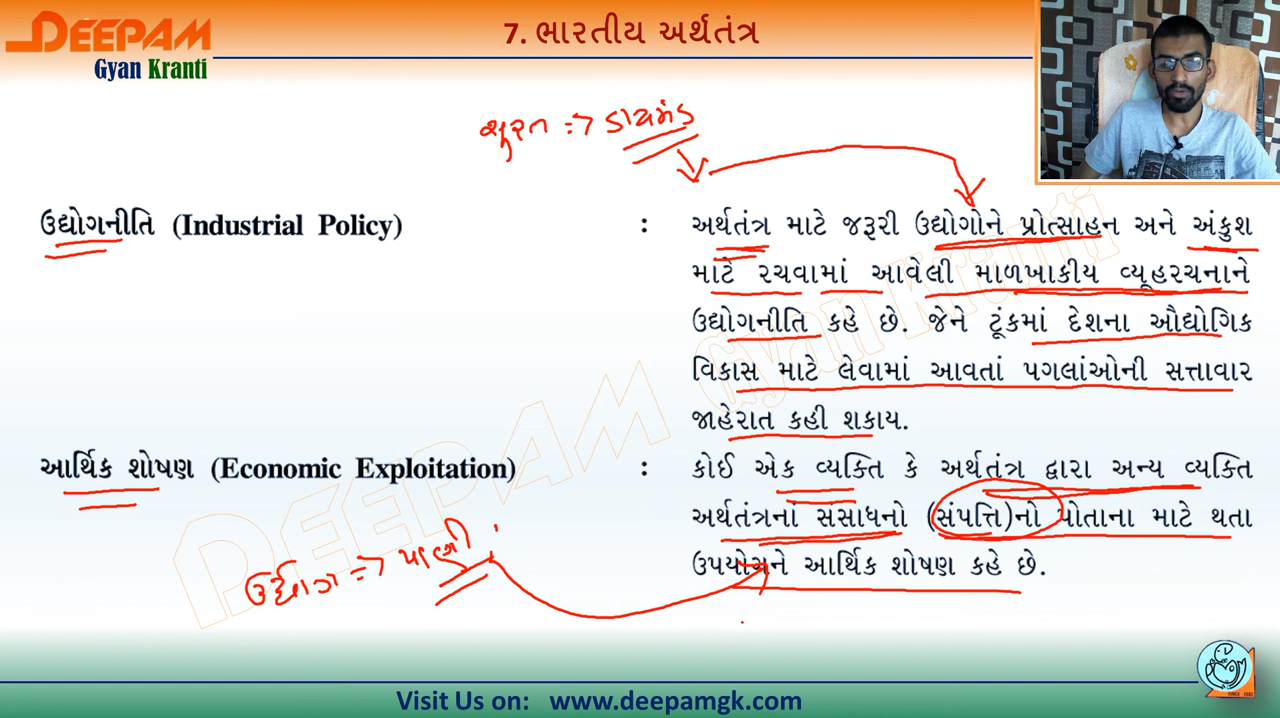 DEEPAM
Gyan Kranti
7. ભારતીય અર્થતંત્ર
સુરત => ડાયમંડ
ઉદ્યોગનીતિ (Industrial Policy) : અર્થતંત્ર માટે જરૂરી ઉદ્યોગોને પ્રોત્સાહન અને અંકુશ
માટે રચવામાં આવેલી માળખાકીય વ્યૂહરચનાને
ઉદ્યોગનીતિ કહે છે. જેને ટૂંકમાં દેશના ઔદ્યોગિક
વિકાસ માટે લેવામાં આવતાં પગલાંઓની સત્તાવાર
જાહેરાત કહી શકાય.
આર્થિક શોષણ (Economic Exploitation) : કોઈ એક વ્યક્તિ કે અર્થતંત્ર દ્વારા અન્ય વ્યક્તિ
અર્થતંત્રનાં સંસાધનો (સંપત્તિ)નો પોતાના માટે થતા
ઉપયોગને આર્થિક શોષણ કહે છે.
=> પાણી
DEEPAM Gyan Kranti
Visit Us on: www.deepamgk.com